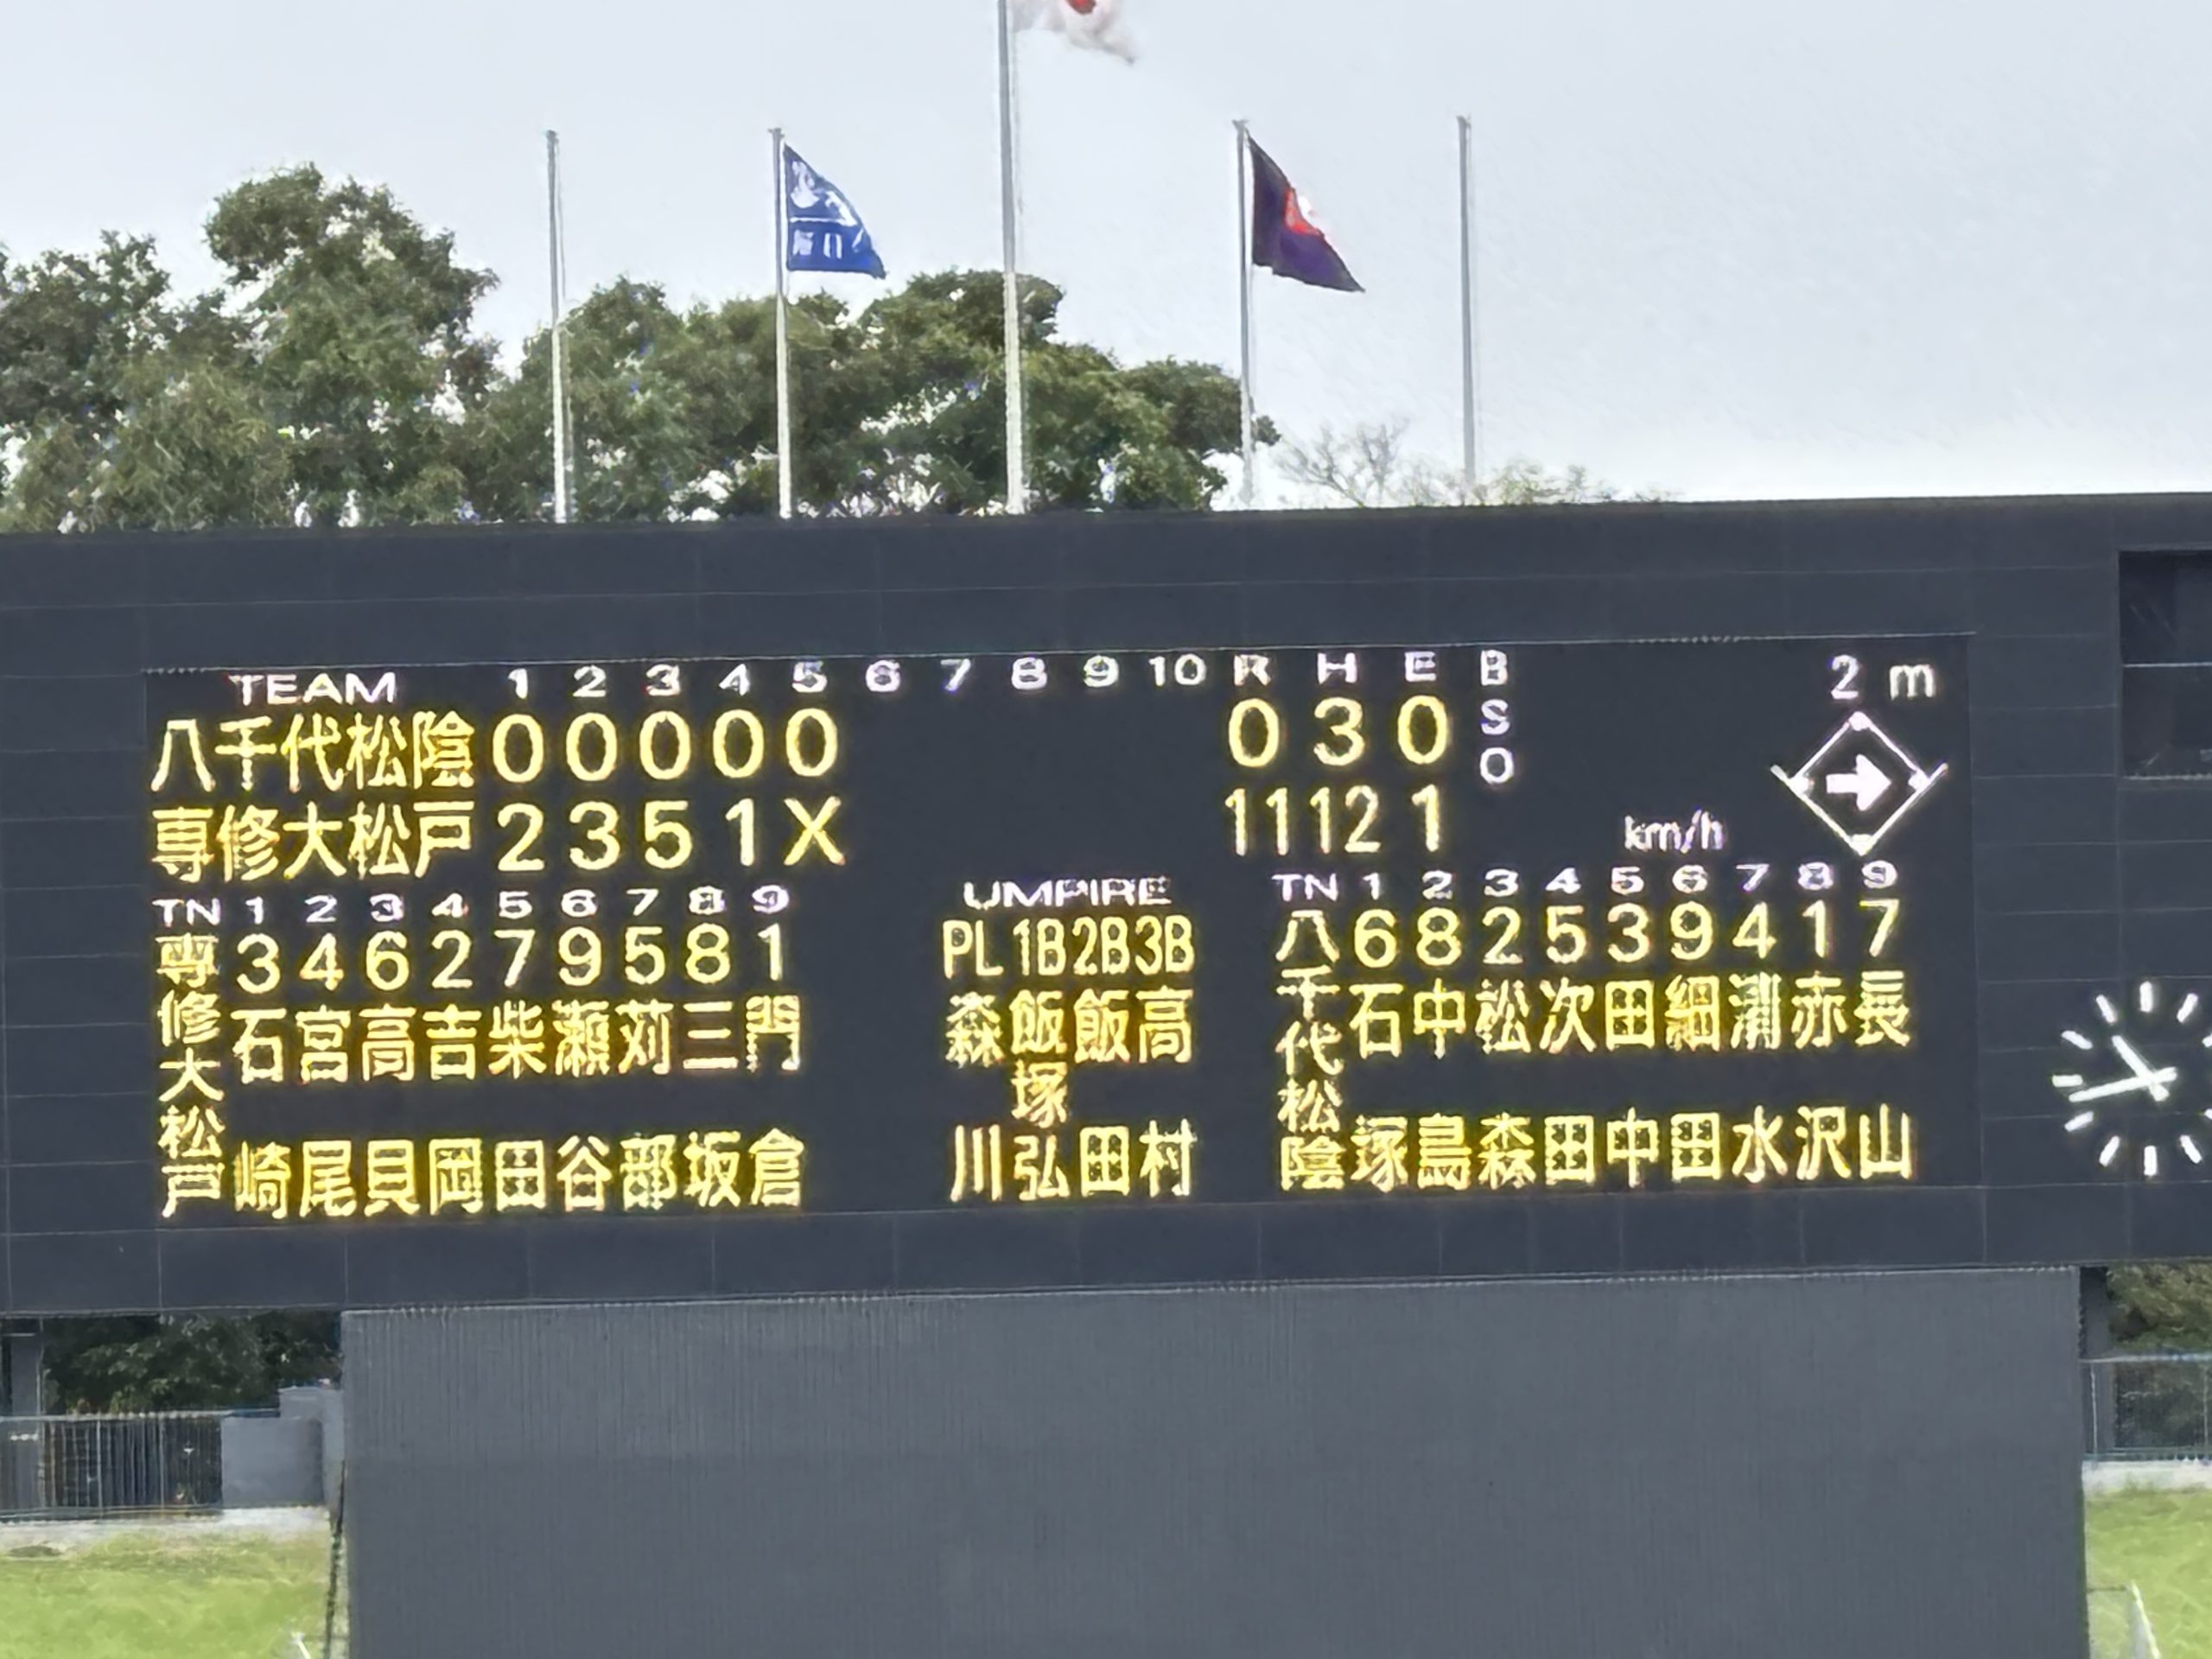 TEAM 1 2 3 4 5 6 7 8 9 10 R H E B
八千代松陰 0 0 0 0 0 0 3 0 S
O
専修大松戸 2 3 5 1 X 11 12 1
2 m
km/h
TN 1 2 3 4 5 6 7 8 9
専修大松戸
3 4 6 2 7 9 5 8 1
石崎 宮尾 高貝 吉岡 柴田 瀬谷 苅部 三坂 門倉
UMPIRE
PL 1B 2B 3B
森川 飯塚弘 飯田 高村
TN 1 2 3 4 5 6 7 8 9
八千代松陰
6 8 2 5 3 9 4 1 7
石塚 中島 松森 次田 田中 細田 清水 赤沢 長山